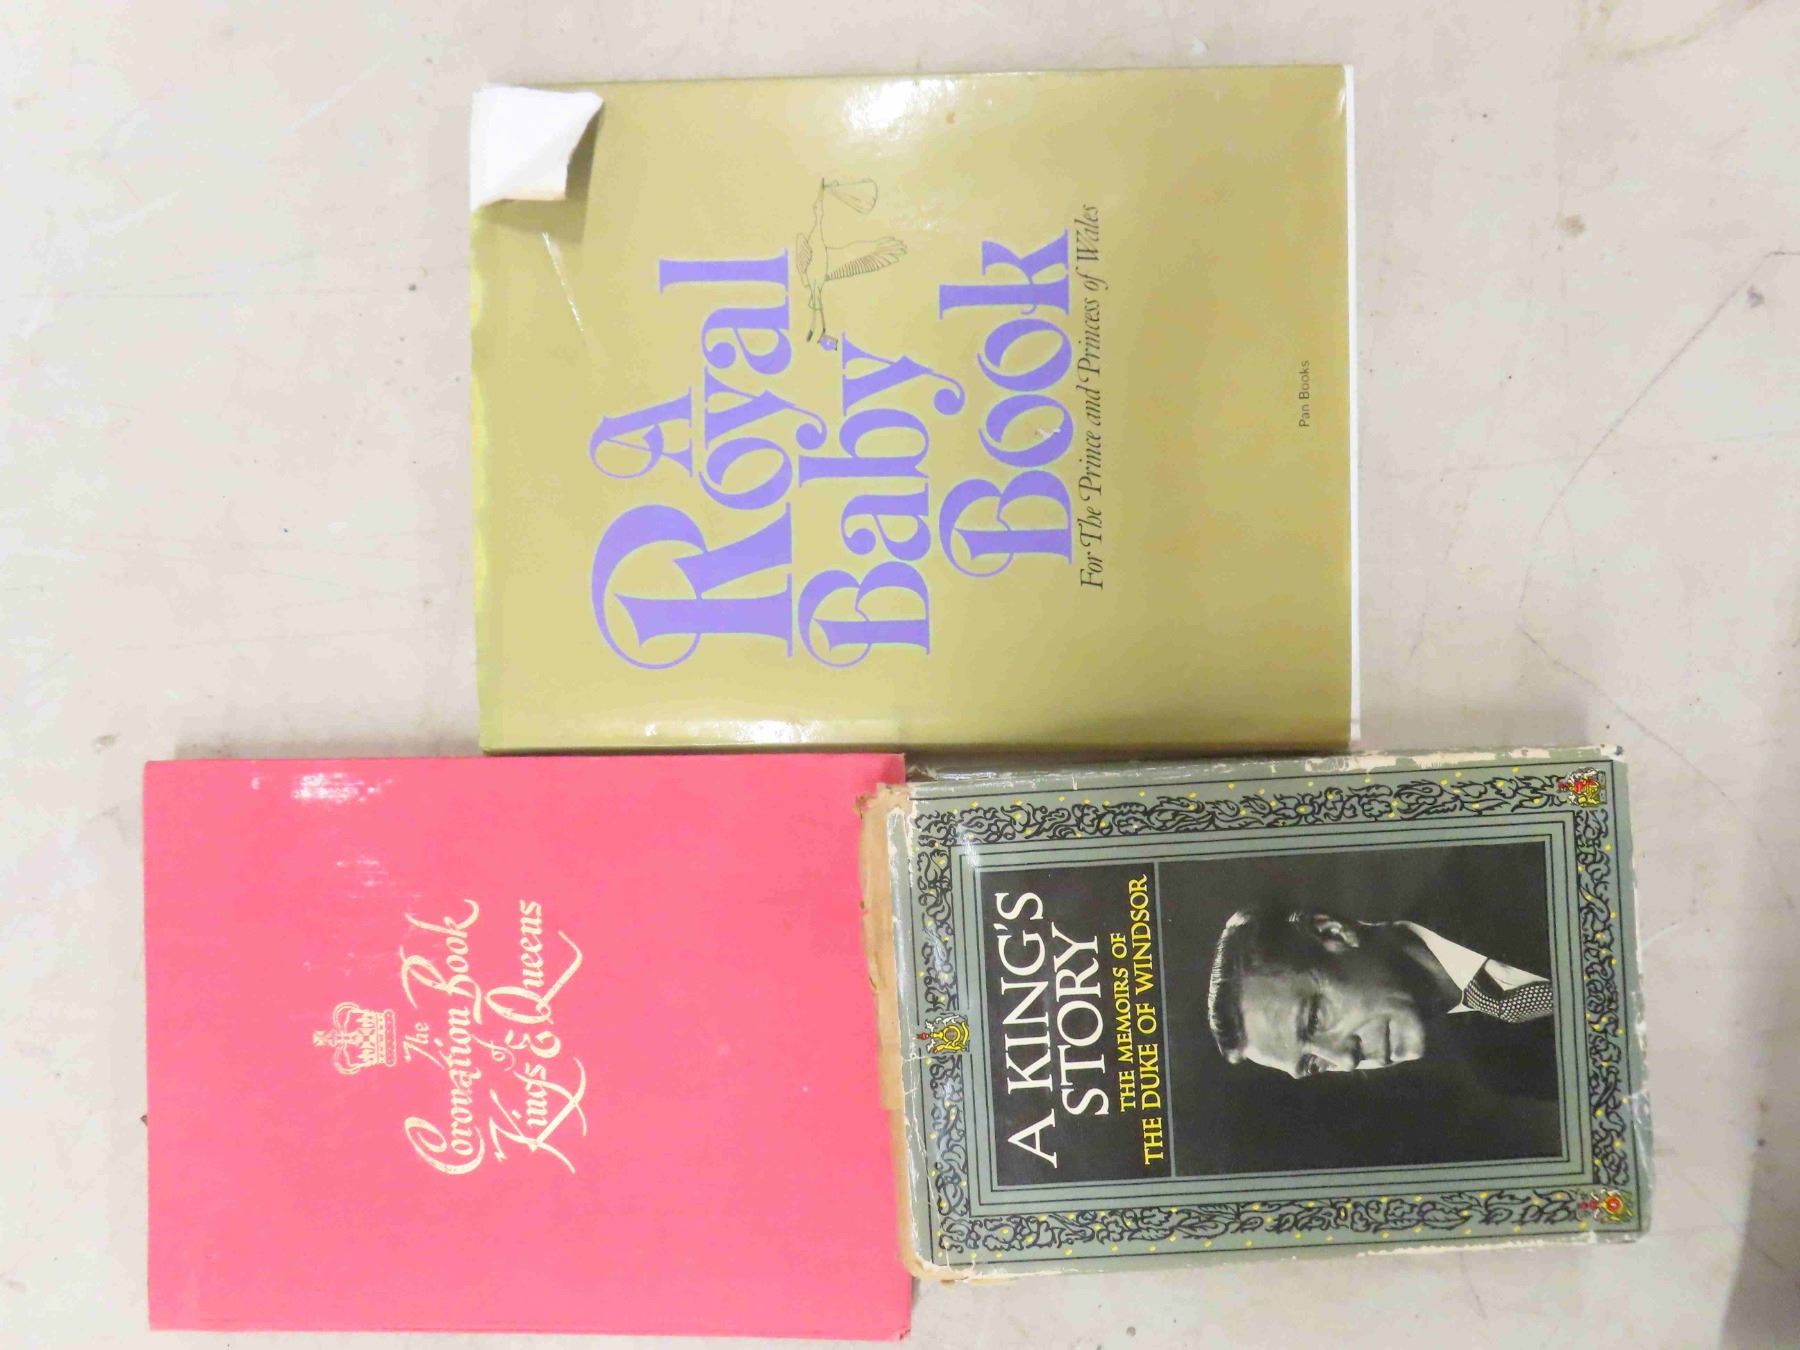 A
Royal
Baby
Book
For The Prince and Princess of Wales
Pan Books
The
Coronation Book
of
Kings & Queens
A KING'S
STORY
THE MEMOIRS OF
THE DUKE OF WINDSOR